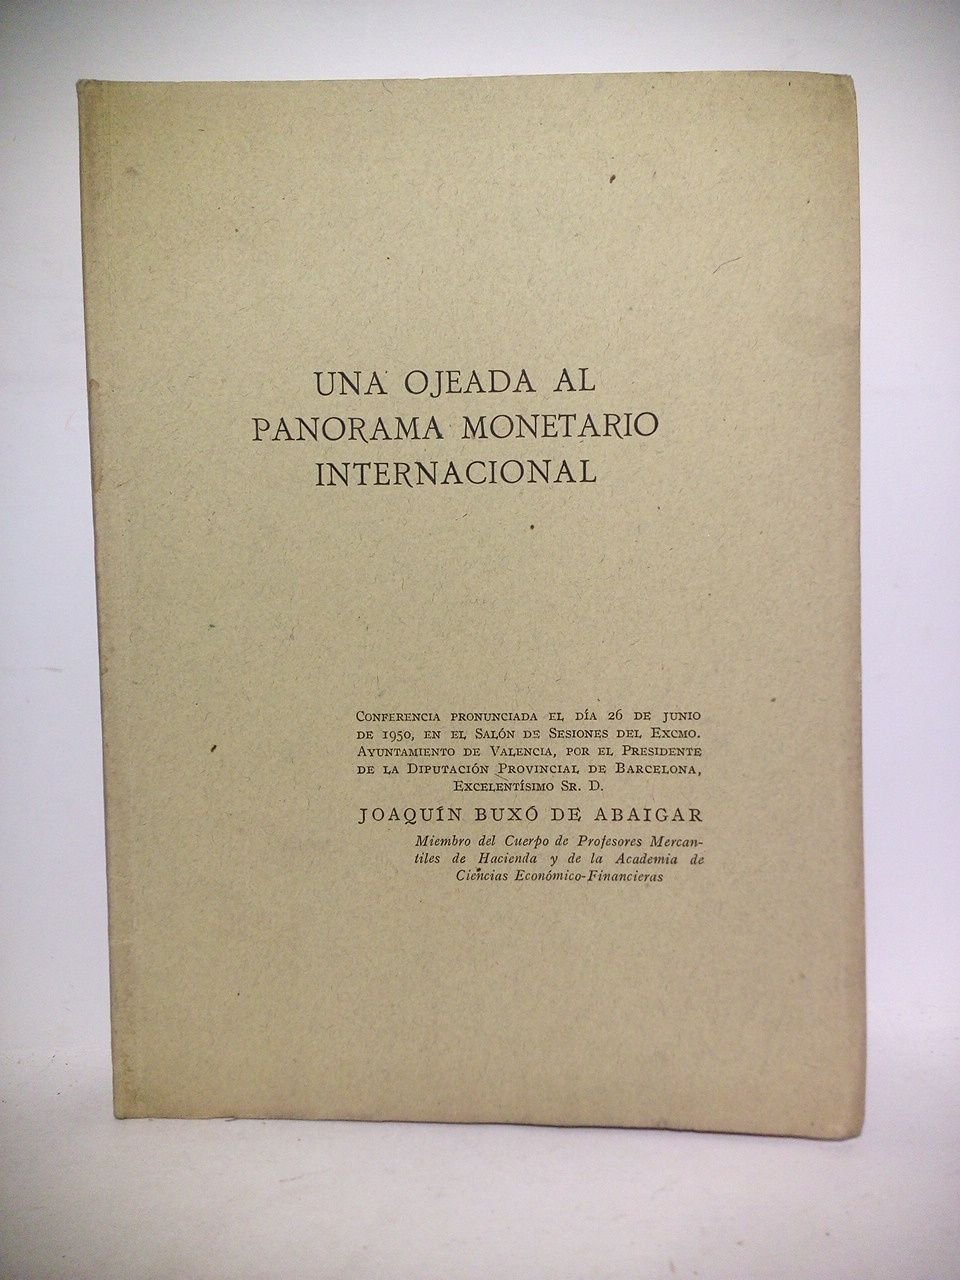 UNA OJEADA AL
PANORAMA MONETARIO
INTERNACIONAL
CONFERENCIA PRONUNCIADA EL DÍA 26 DE JUNIO
DE 1950, EN EL SALÓN DE SESIONES DEL EXCMO.
AYUNTAMIENTO DE VALENCIA, POR EL PRESIDENTE
DE LA DIPUTACIÓN PROVINCIAL DE BARCELONA,
EXCELENTÍSIMO SR. D.
JOAQUÍN BUXÓ DE ABAIGAR
Miembro del Cuerpo de Profesores Mercan-
tiles de Hacienda y de la Academia de
Ciencias Económico-Financieras